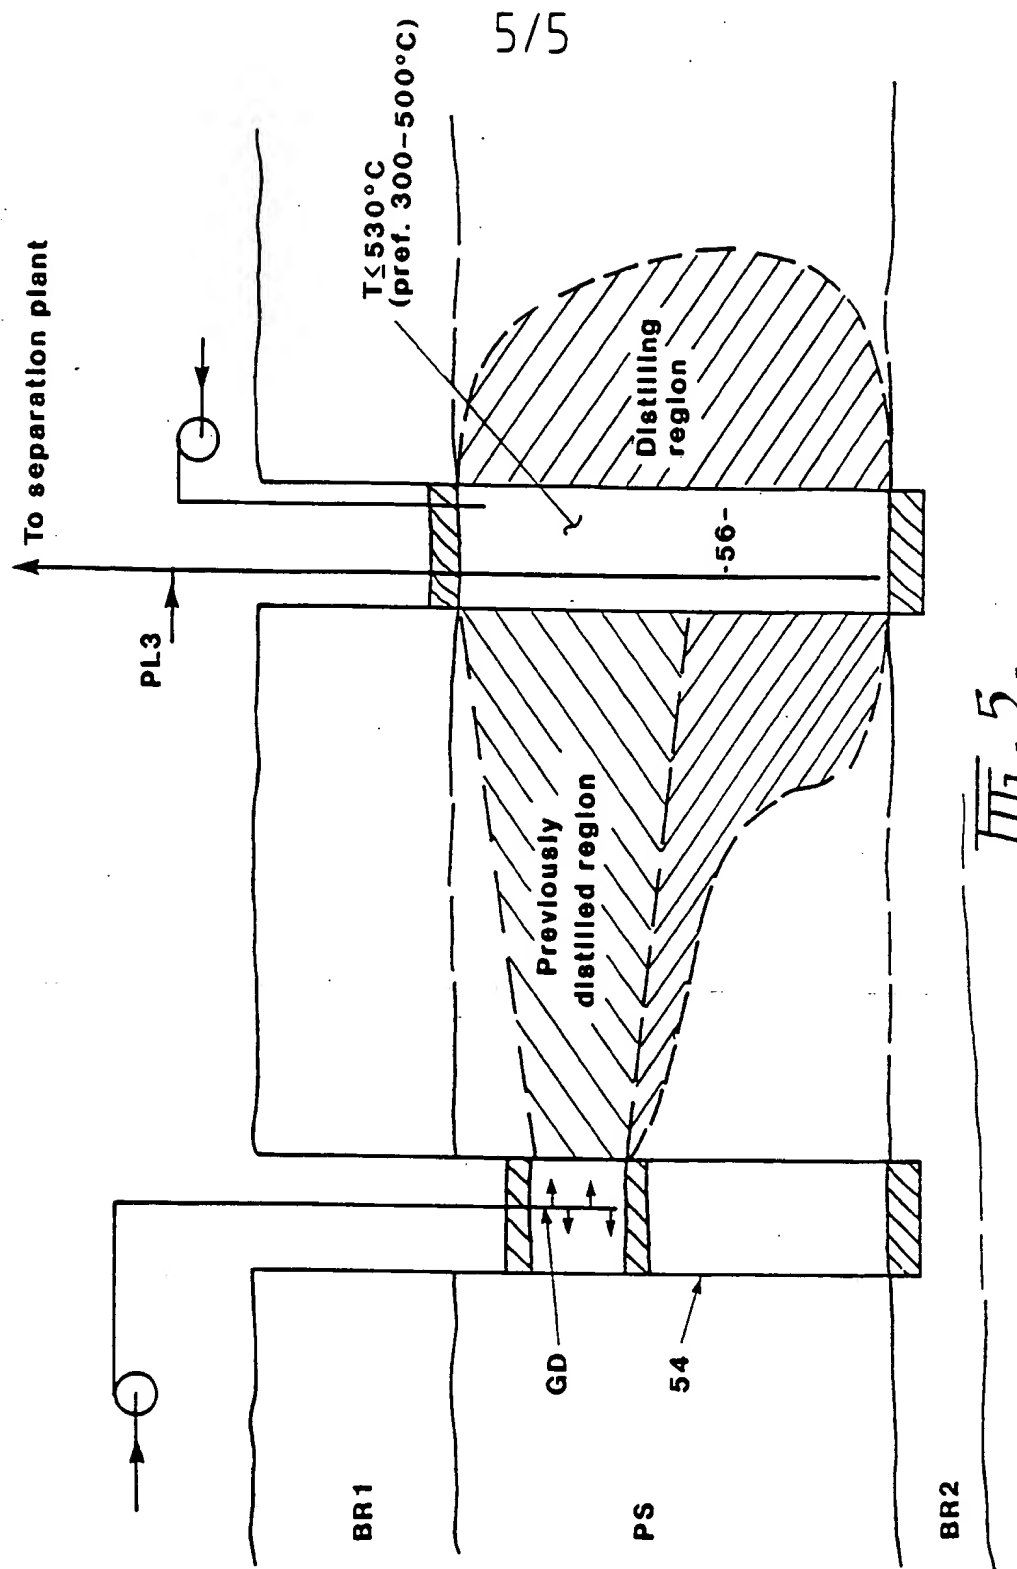 5/5
To separation plant
PL3
T≤530°C
(pref. 300-500°C)
Distilling
region
-56-
Previously
distilled region
GD
54
BR1
PS
BR2
5.